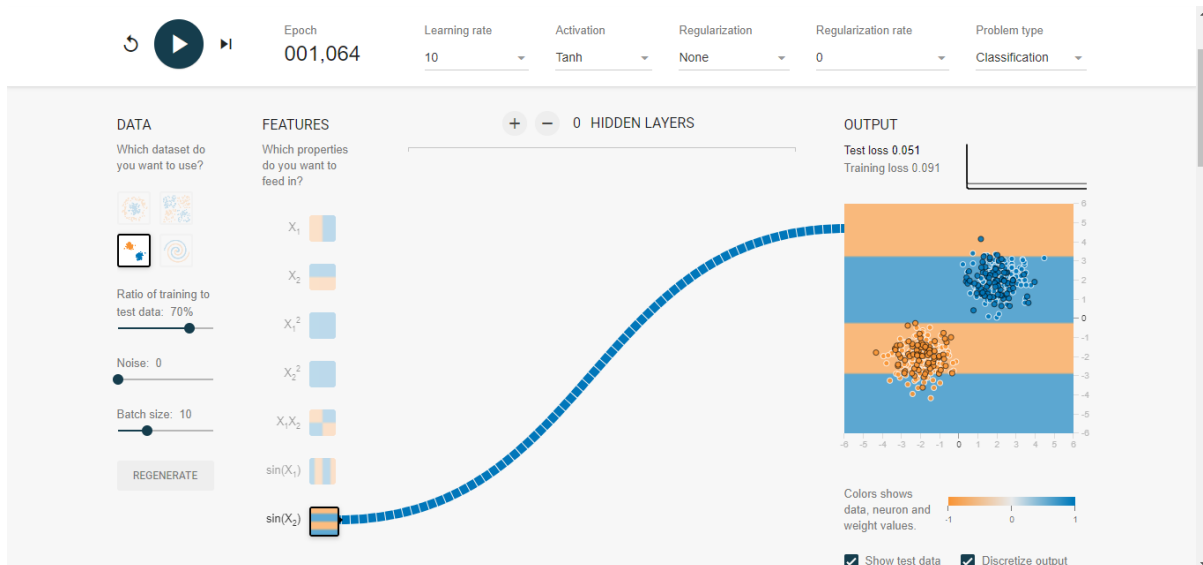 Epoch
001,064
Learning rate
10
Activation
Tanh
Regularization
None
Regularization rate
0
Problem type
Classification
DATA
Which dataset do
you want to use?
Ratio of training to
test data: 70%
Noise: 0
Batch size: 10
REGENERATE
FEATURES
Which properties
do you want to
feed in?
X₁
X₂
X₁²
X₂²
X₁X₂
sin(X₁)
sin(X₂)
+ − 0 HIDDEN LAYERS
OUTPUT
Test loss 0.051
Training loss 0.091
6
5
4
3
2
1
0
-1
-2
-3
-4
-5
-6
-6 -5 -4 -3 -2 -1 0 1 2 3 4 5 6
Colors shows
data, neuron and
weight values.
-1 0 1
Show test data
Discretize output